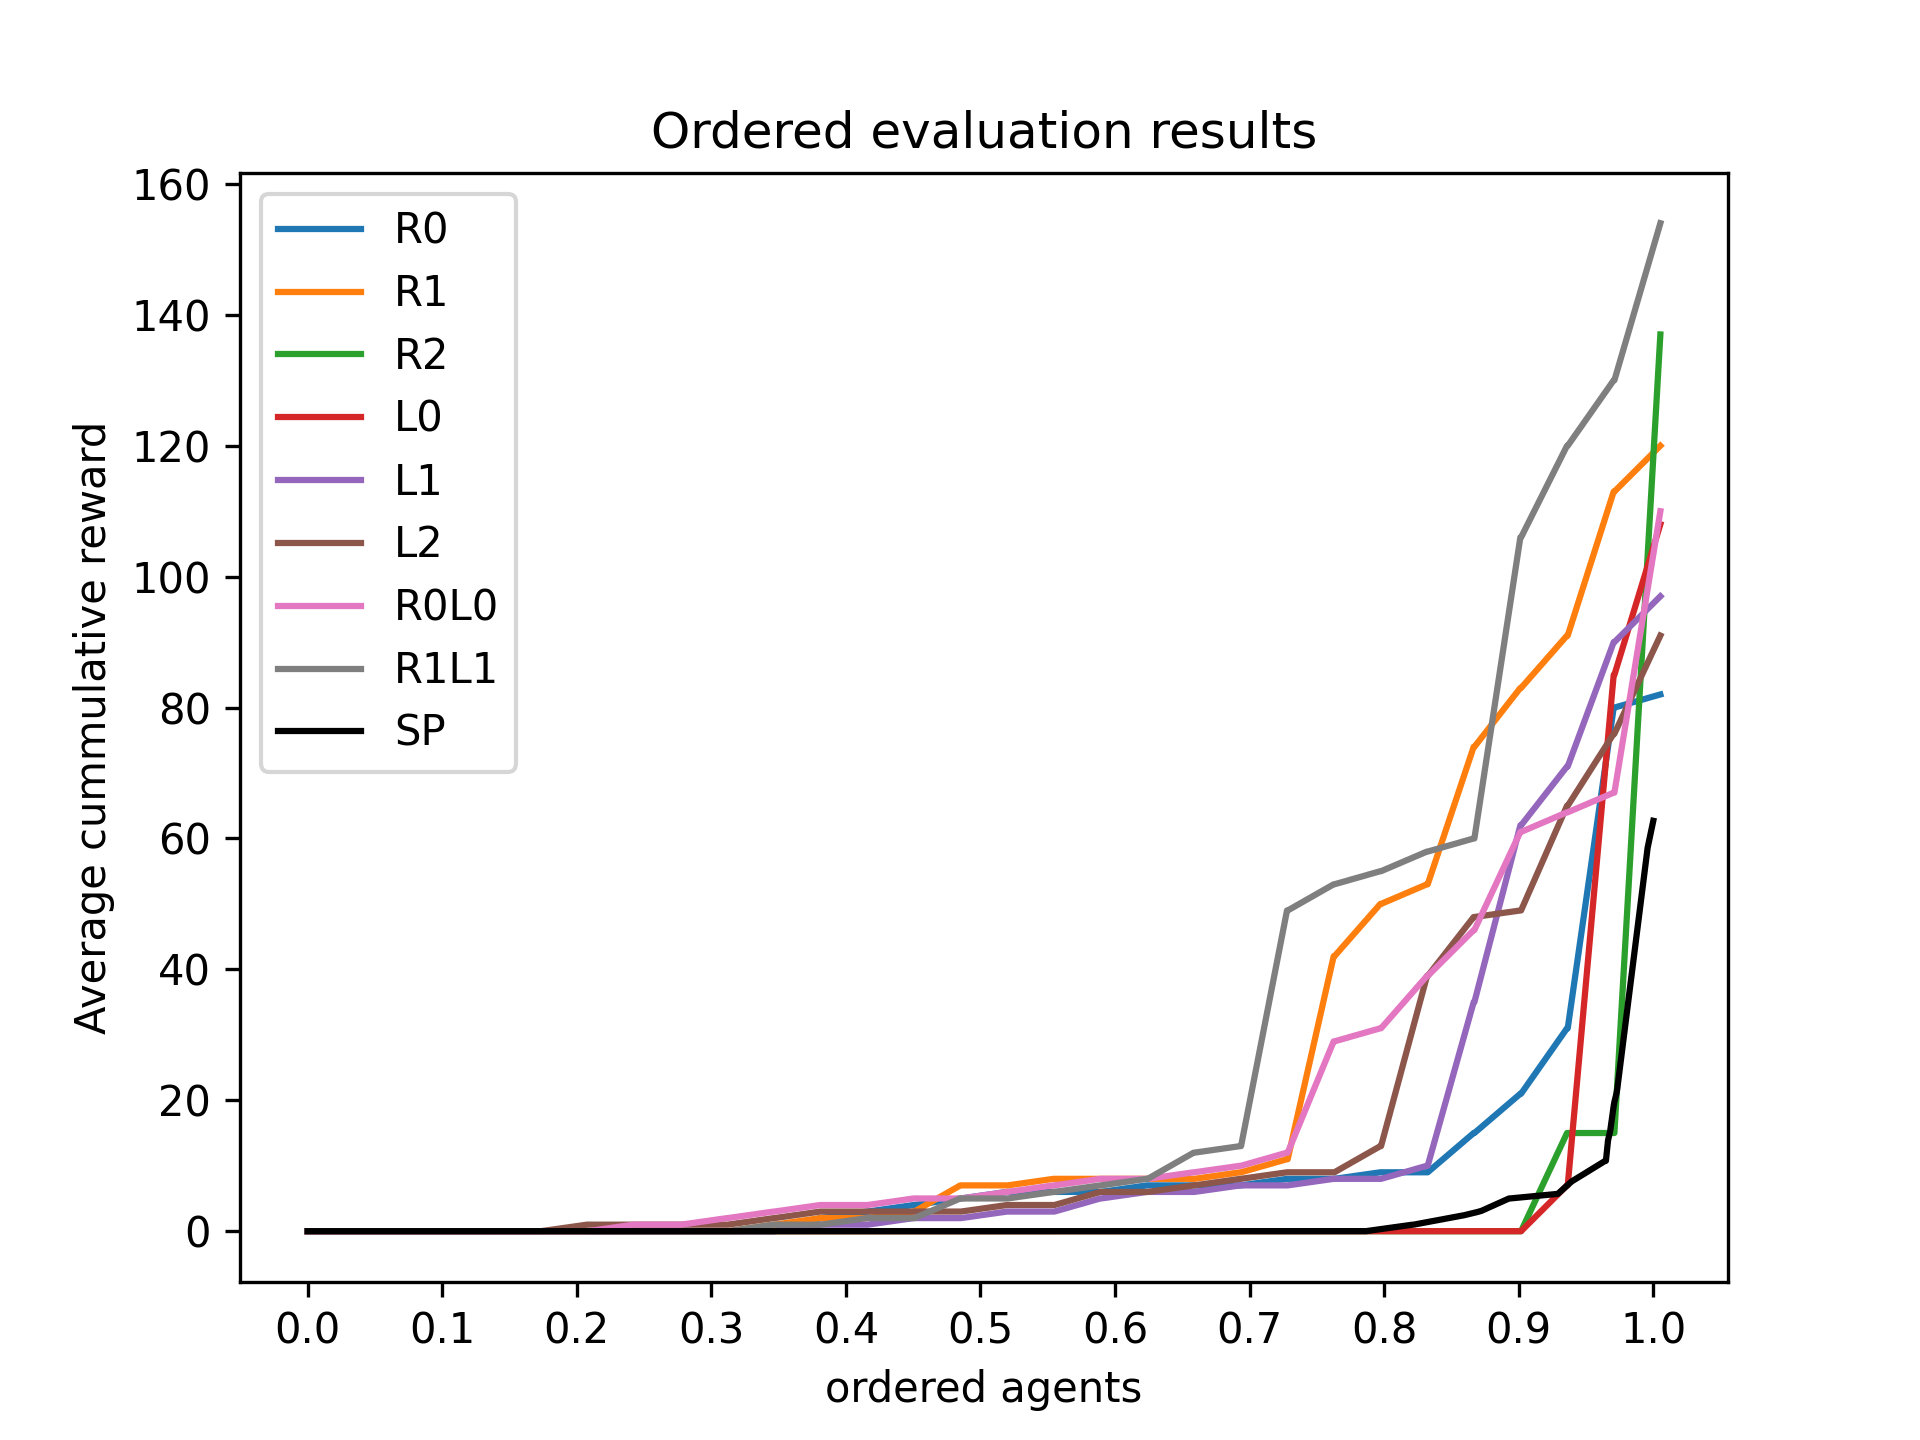 Ordered evaluation results
160
140
120
100
80
60
40
20
0
Average cummulative reward
R0
R1
R2
L0
L1
L2
R0L0
R1L1
SP
0.0 0.1 0.2 0.3 0.4 0.5 0.6 0.7 0.8 0.9 1.0
ordered agents